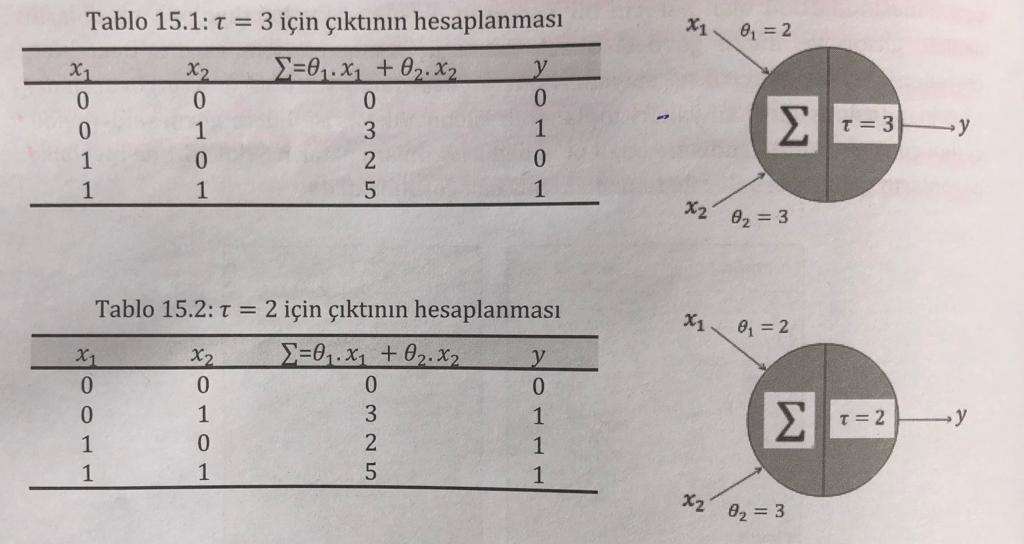 Tablo 15.1: τ = 3 için çıktının hesaplanması
x₁ x₂ ∑=θ₁.x₁ + θ₂.x₂ y
0 0 0 0
0 1 3 1
1 0 2 0
1 1 5 1
x₁ θ₁ = 2
∑ τ = 3 y
x₂ θ₂ = 3
Tablo 15.2: τ = 2 için çıktının hesaplanması
x₁ x₂ ∑=θ₁.x₁ + θ₂.x₂ y
0 0 0 0
0 1 3 1
1 0 2 1
1 1 5 1
x₁ θ₁ = 2
∑ τ = 2 y
x₂ θ₂ = 3